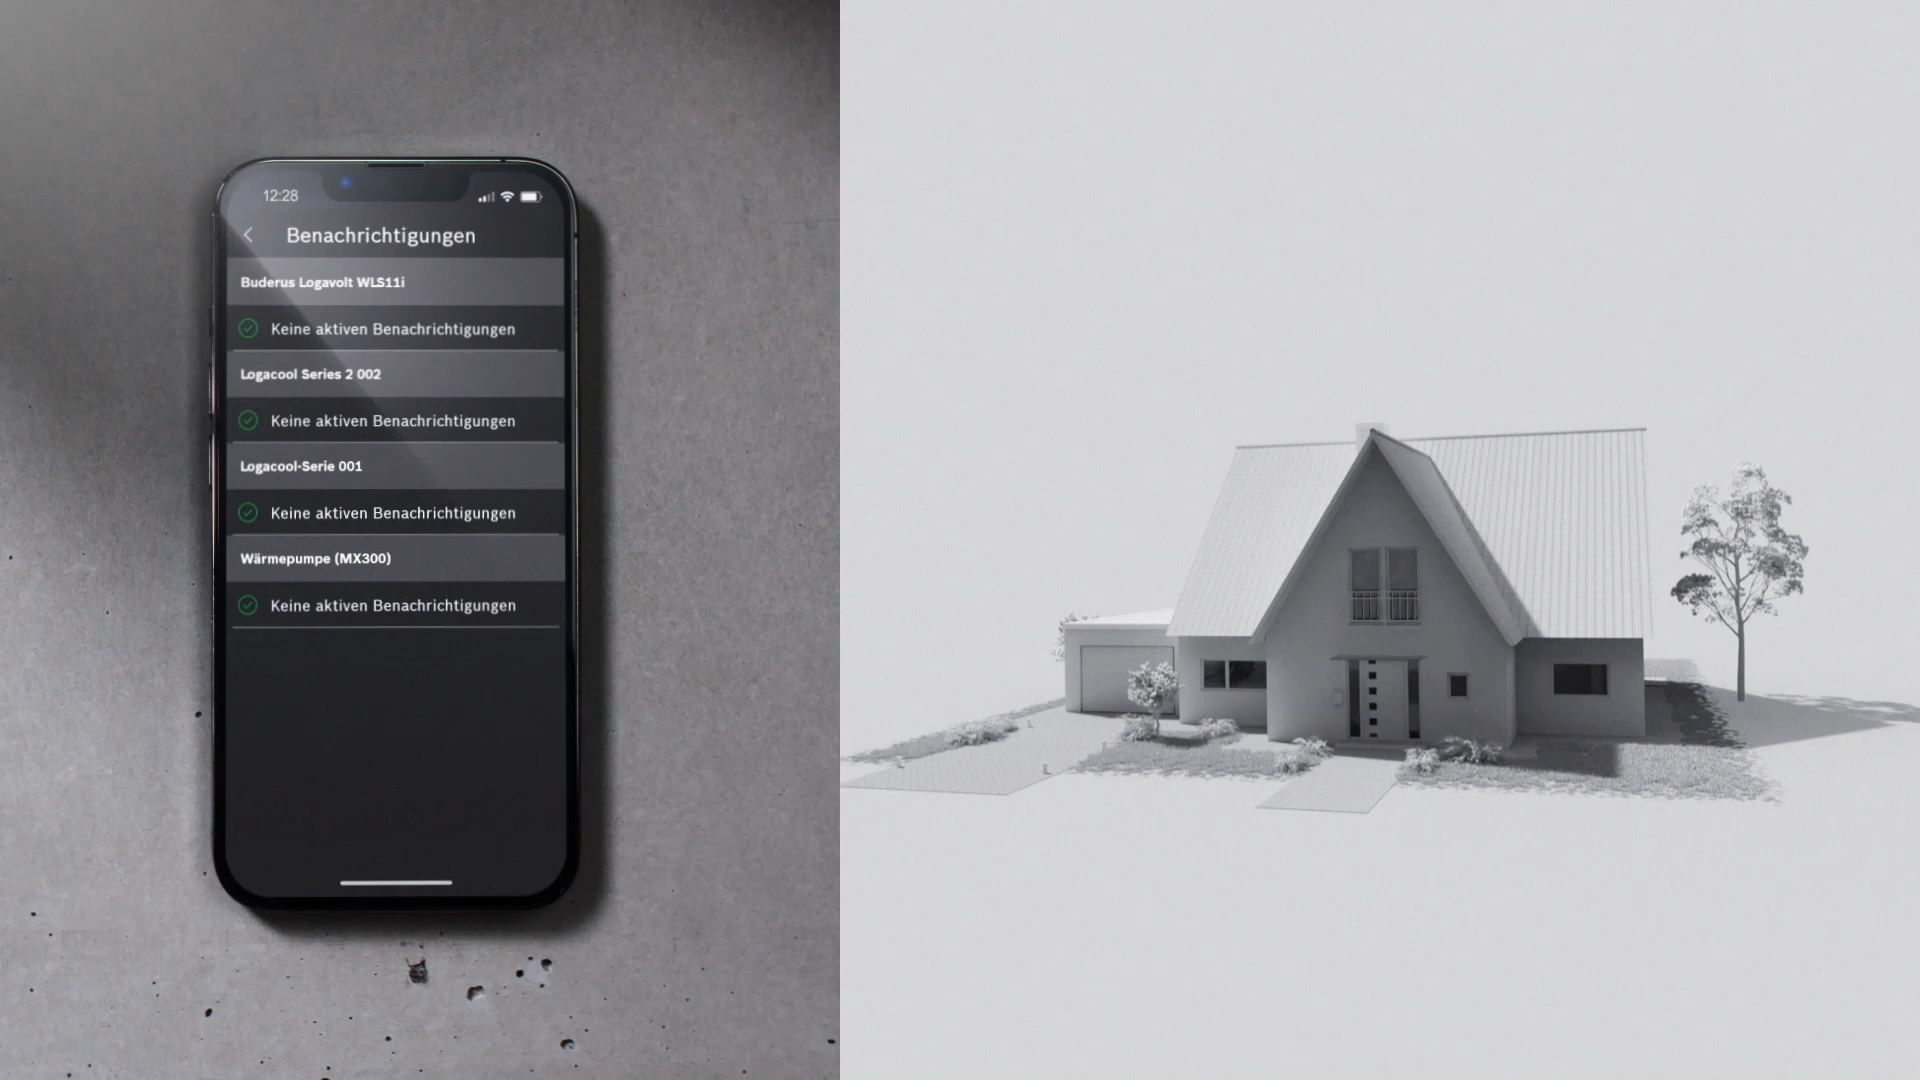 12:28
Benachrichtigungen
Buderus Logavolt WLS11i
Keine aktiven Benachrichtigungen
Logacool Series 2 002
Keine aktiven Benachrichtigungen
Logacool-Serie 001
Keine aktiven Benachrichtigungen
Wärmepumpe (MX300)
Keine aktiven Benachrichtigungen